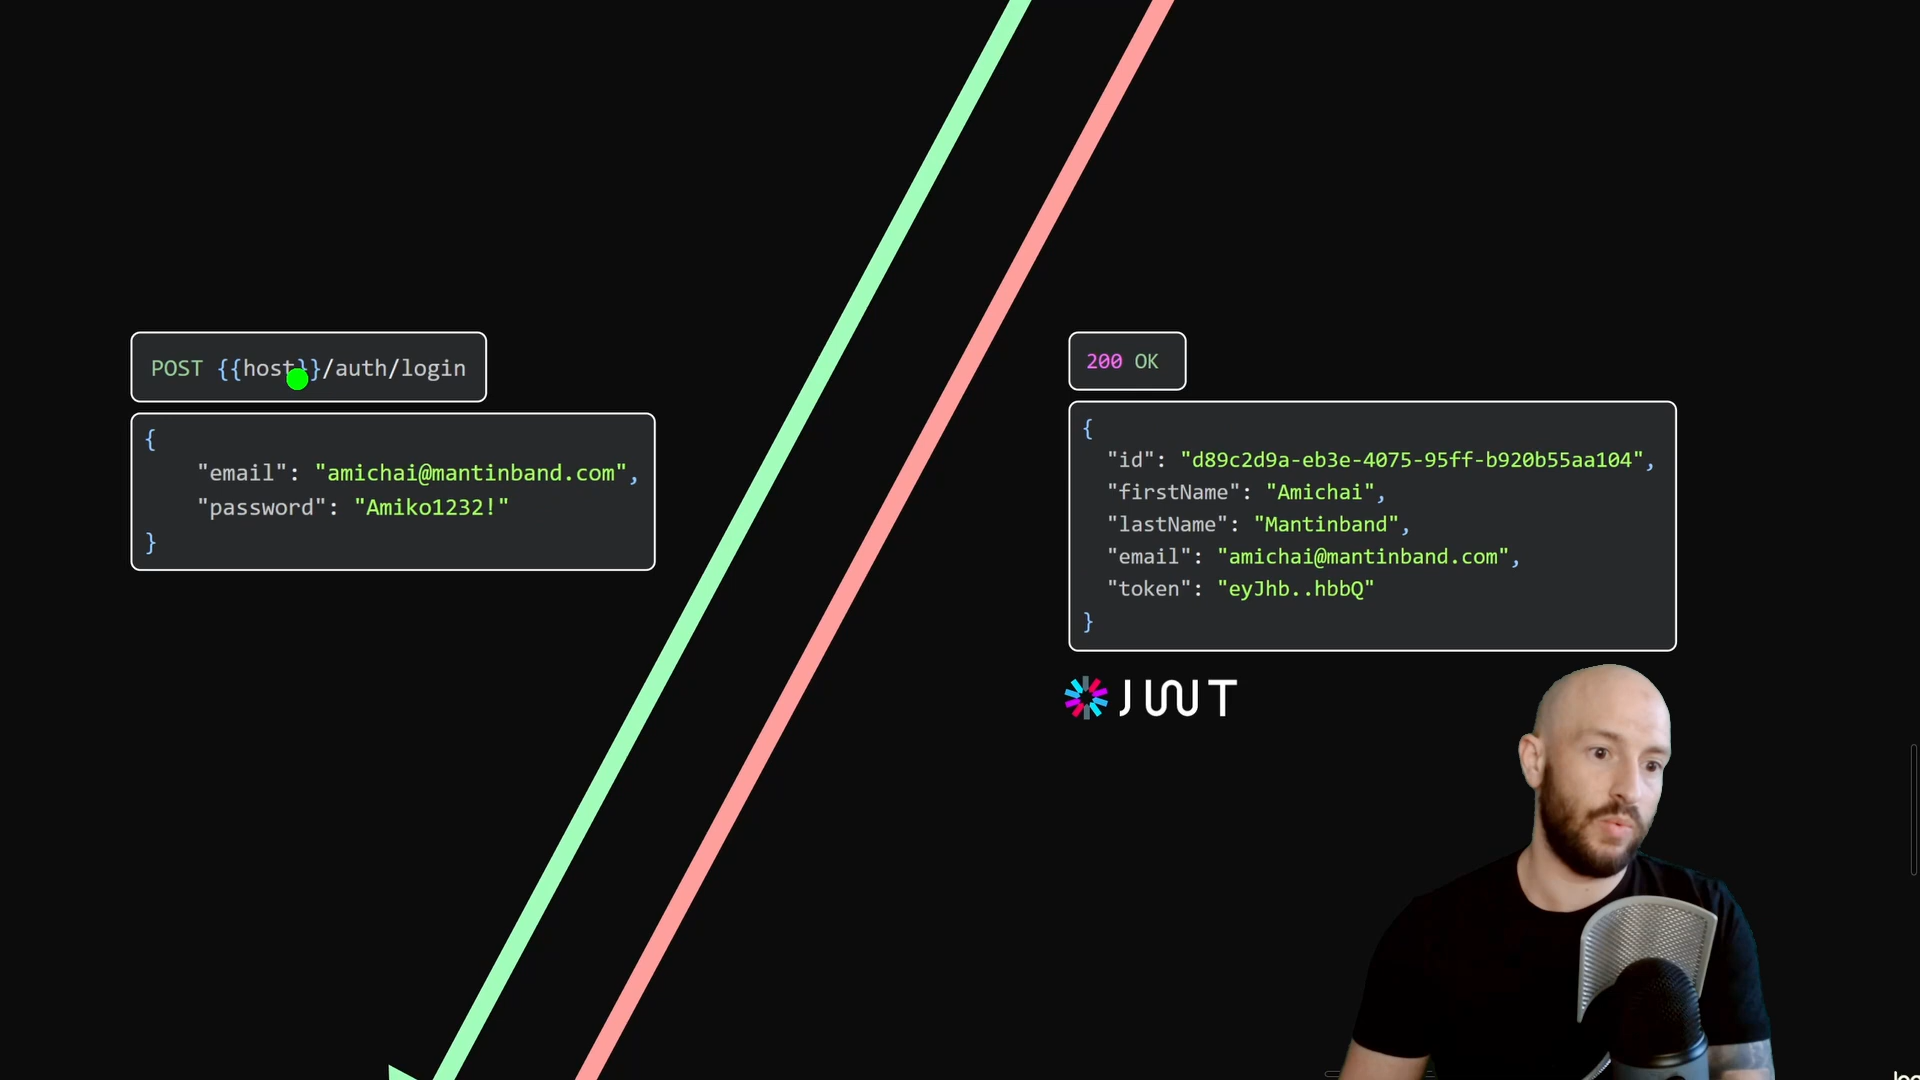 POST {{host}}/auth/login
{
"email": "amichai@mantinband.com",
"password": "Amiko1232!"
}
200 OK
{
"id": "d89c2d9a-eb3e-4075-95ff-b920b55aa104",
"firstName": "Amichai",
"lastName": "Mantinband",
"email": "amichai@mantinband.com",
"token": "eyJhb..hbbQ"
}
JWT